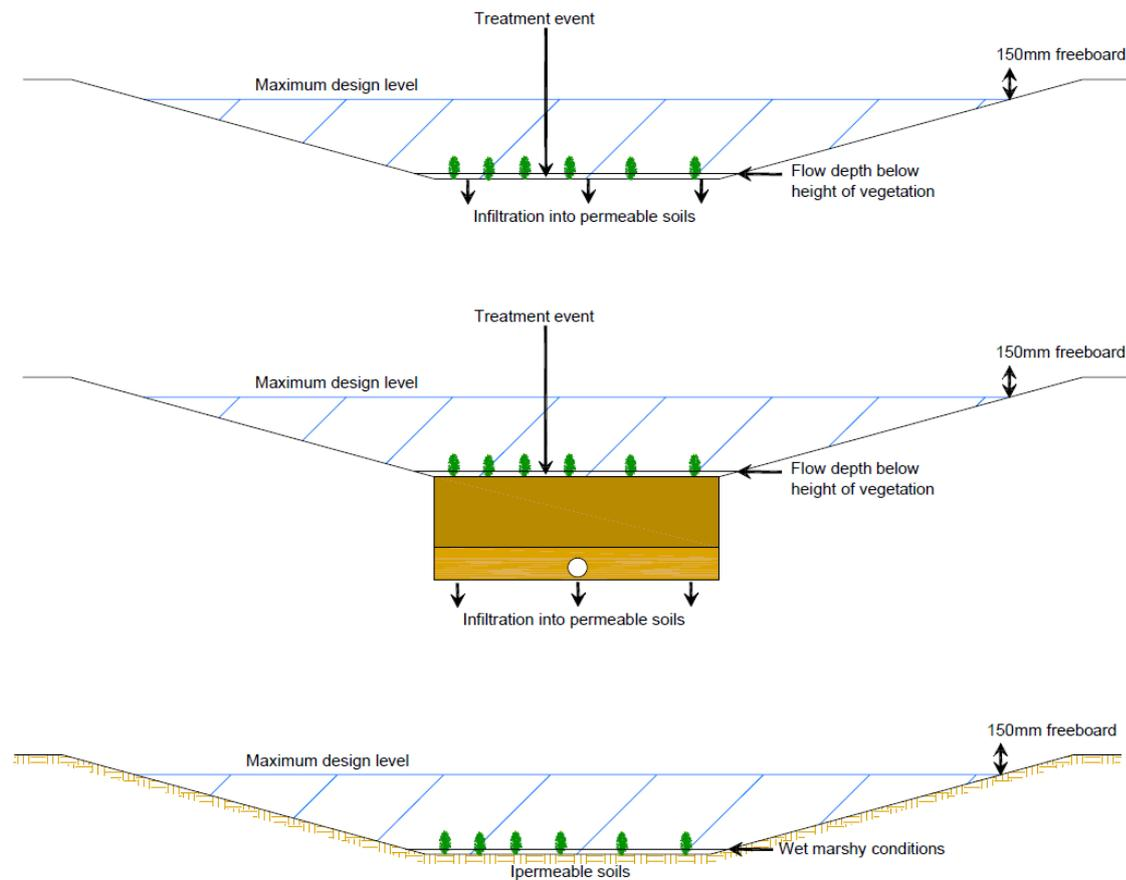 Treatment event
150mm freeboard
Maximum design level
Flow depth below
height of vegetation
Infiltration into permeable soils
Treatment event
150mm freeboard
Maximum design level
Flow depth below
height of vegetation
Infiltration into permeable soils
150mm freeboard
Maximum design level
Wet marshy conditions
Ipermeable soils